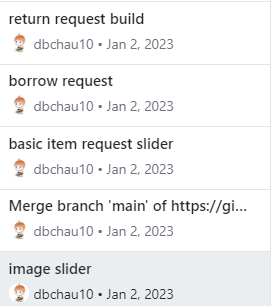 return request build
dbchau10 • Jan 2, 2023
borrow request
dbchau10 • Jan 2, 2023
basic item request slider
dbchau10 • Jan 2, 2023
Merge branch 'main' of https://gi...
dbchau10 • Jan 2, 2023
image slider
dbchau10 • Jan 2, 2023